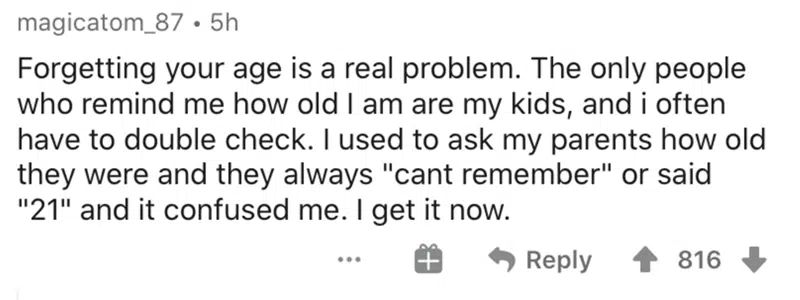 magicatom_87 • 5h
Forgetting your age is a real problem. The only people
who remind me how old I am are my kids, and i often
have to double check. I used to ask my parents how old
they were and they always "cant remember" or said
"21" and it confused me. I get it now.
... Reply 816